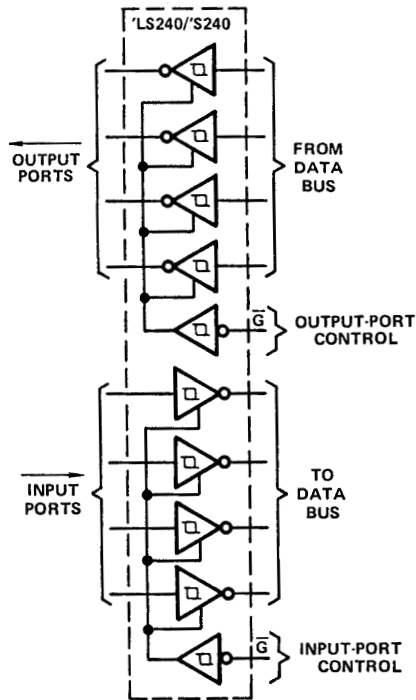 'LS240/'S240
OUTPUT
PORTS
FROM
DATA
BUS
G̅
OUTPUT-PORT
CONTROL
INPUT
PORTS
TO
DATA
BUS
G̅
INPUT-PORT
CONTROL